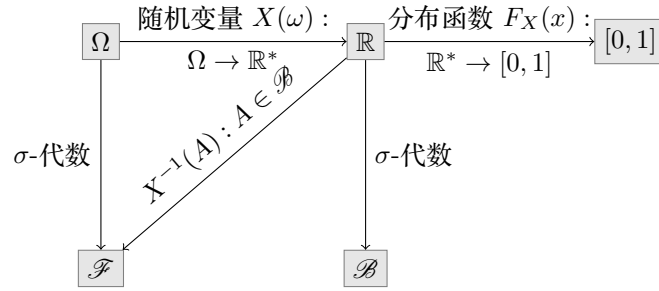 Ω
随机变量 X(ω) :
Ω → ℝ*
ℝ
分布函数 F_X(x) :
ℝ* → [0, 1]
[0, 1]
σ-代数
X⁻¹(A) : A ∈ ℬ
σ-代数
ℱ
ℬ